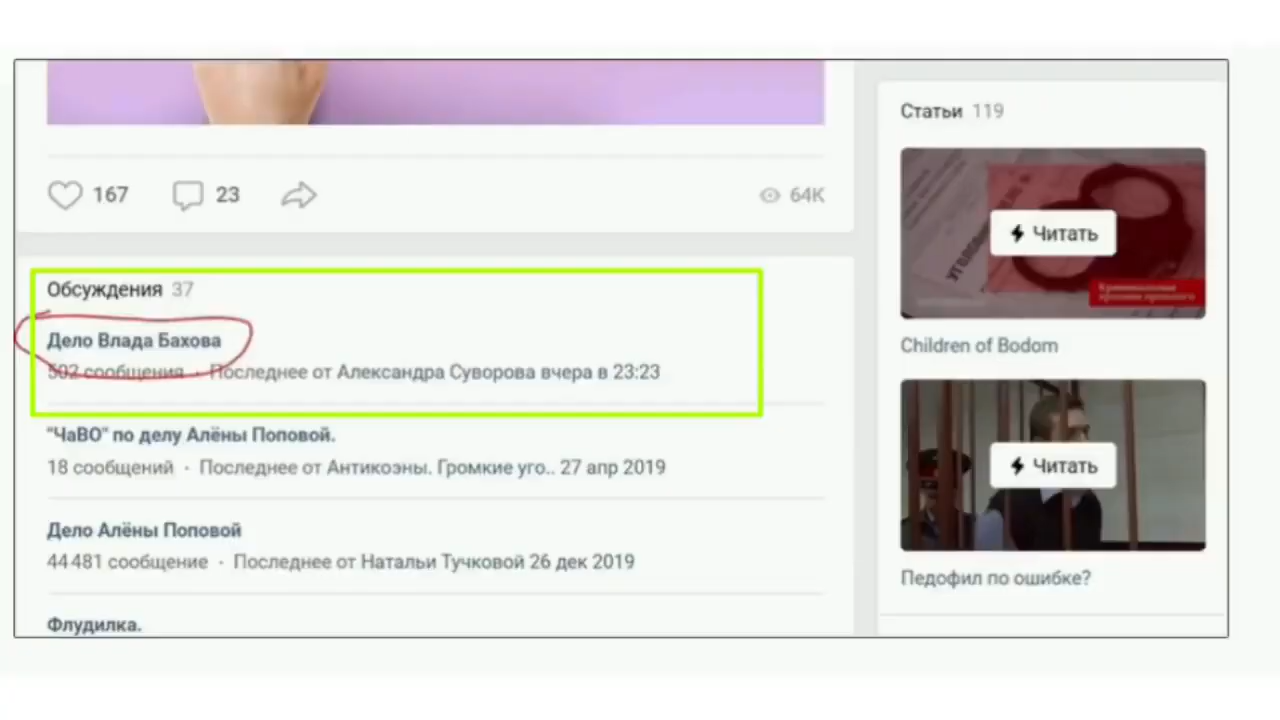 167 23 64K
Обсуждения 37
Дело Влада Бахова
502 сообщения · Последнее от Александра Суворова вчера в 23:23
"ЧаВО" по делу Алёны Поповой.
18 сообщений · Последнее от Антикоэны. Громкие уго.. 27 апр 2019
Дело Алёны Поповой
44 481 сообщение · Последнее от Натальи Тучковой 26 дек 2019
Флудилка.
Статьи 119
Читать
Children of Bodom
Читать
Педофил по ошибке?